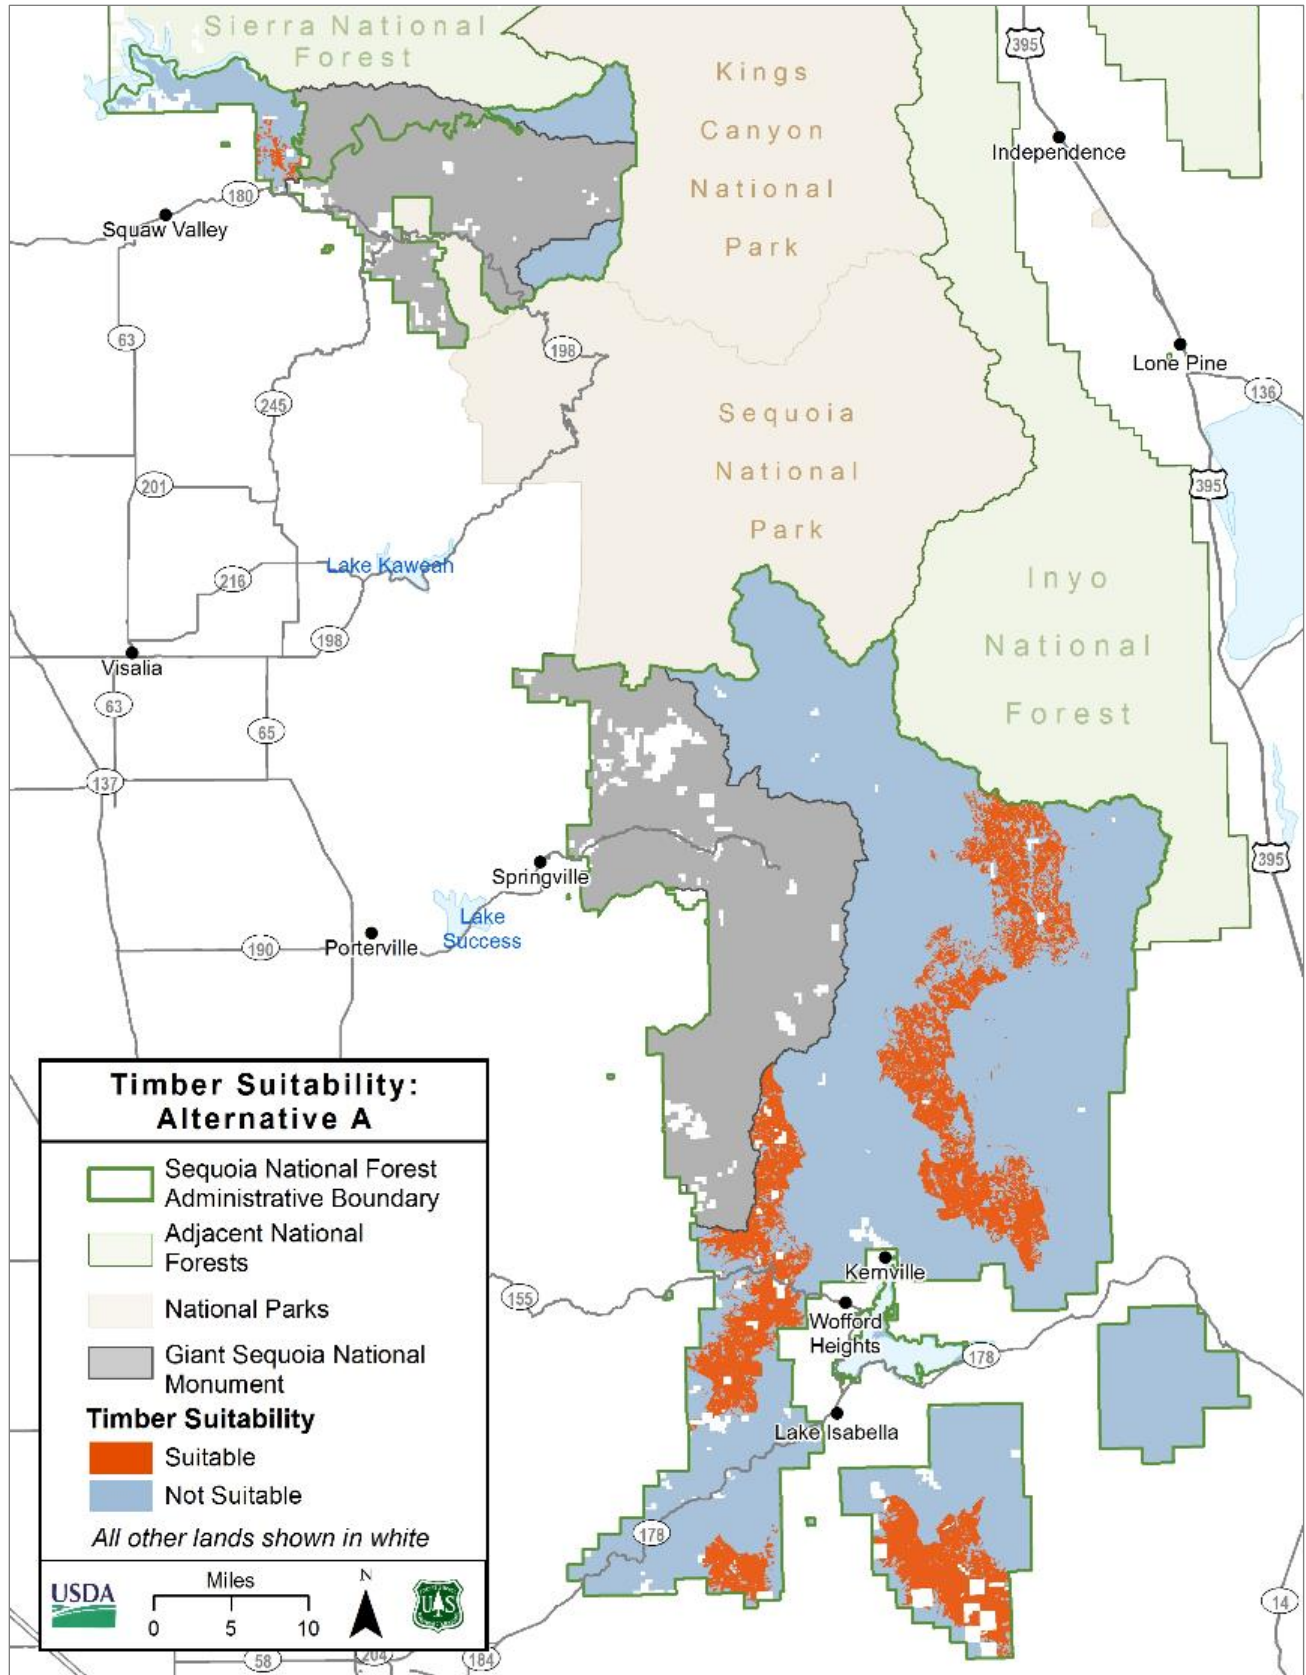 Sierra National
Forest
Kings
Canyon
National
Park
395
Independence
180
Squaw Valley
63
198
Lone Pine
136
245
Sequoia
National
Park
201
395
Lake Kaweah
216
Inyo
National
Forest
198
Visalia
63
65
137
395
Springville
Lake
Success
190
Porterville
Timber Suitability:
Alternative A
Sequoia National Forest
Administrative Boundary
Adjacent National
Forests
National Parks
Giant Sequoia National
Monument
Timber Suitability
Suitable
Not Suitable
All other lands shown in white
USDA
Miles
0 5 10
N
U S
Kernville
155
Wofford
Heights
178
Lake Isabella
178
14
58
204
184